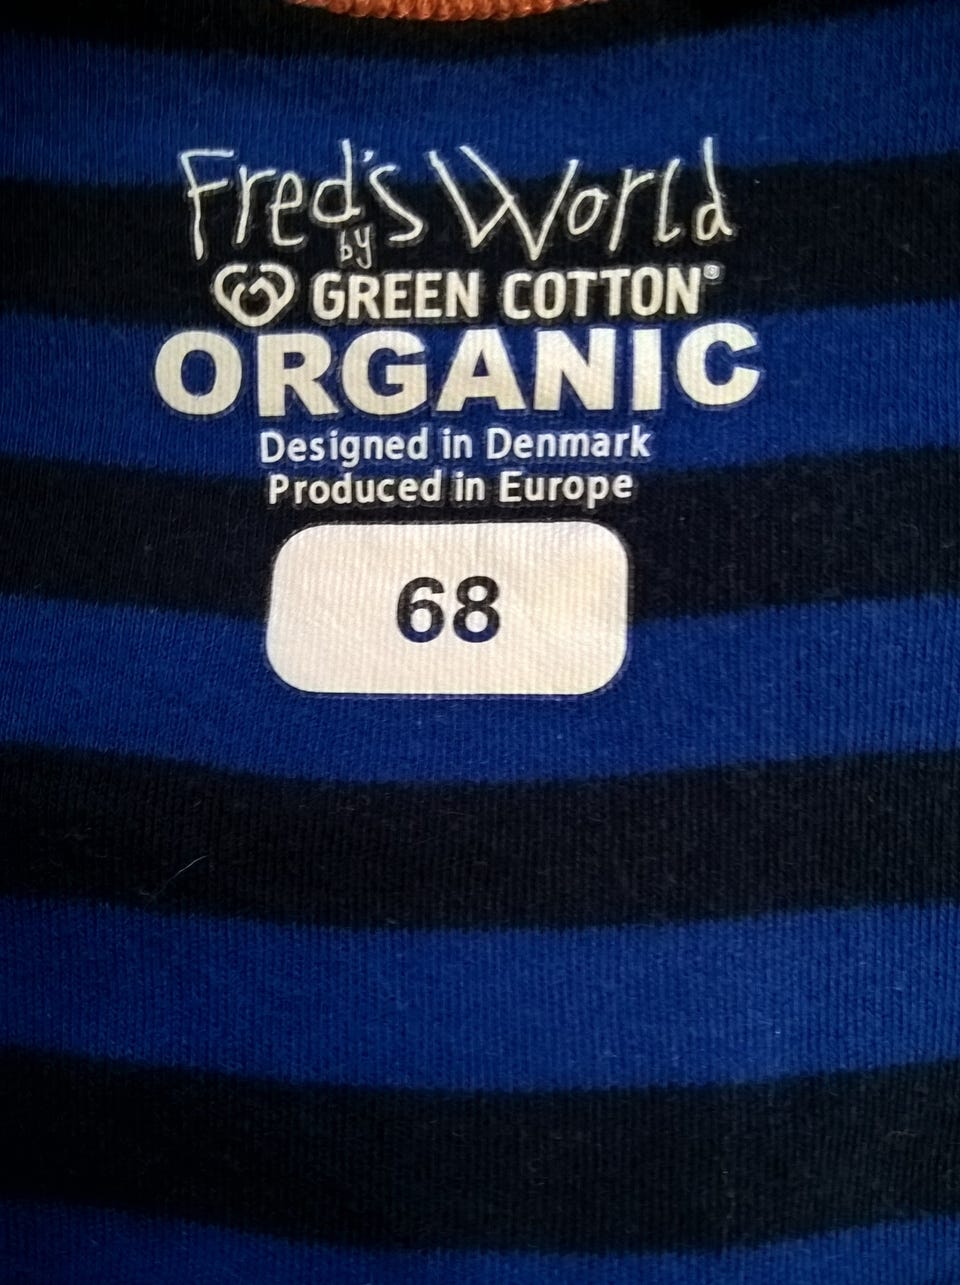 Fred's World
by
GREEN COTTON®
ORGANIC
Designed in Denmark
Produced in Europe
68